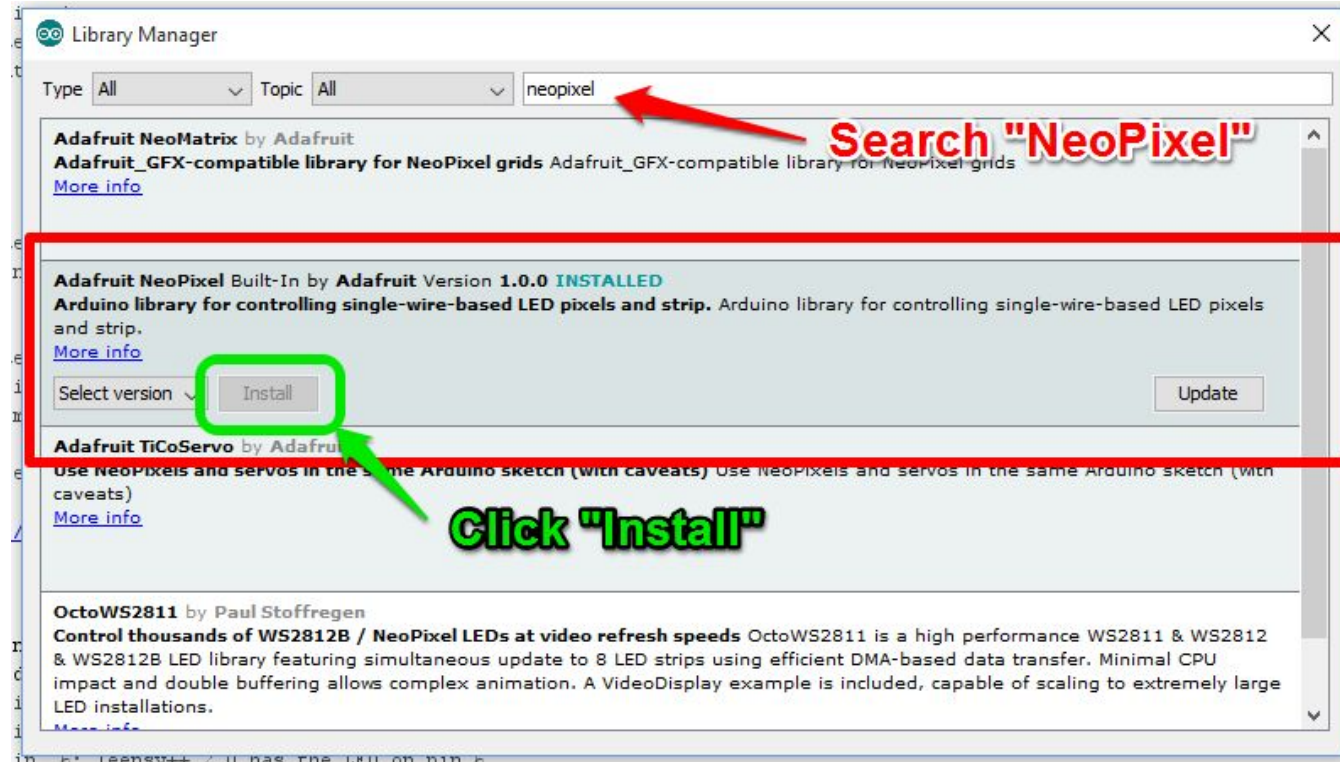 Library Manager
Type All Topic All neopixel
Search "NeoPixel"
Adafruit NeoMatrix by Adafruit
Adafruit_GFX-compatible library for NeoPixel grids Adafruit_GFX-compatible library for NeoPixel grids
More info
Adafruit NeoPixel Built-In by Adafruit Version 1.0.0 INSTALLED
Arduino library for controlling single-wire-based LED pixels and strip. Arduino library for controlling single-wire-based LED pixels
and strip.
More info
Select version Install Update
Adafruit TiCoServo by Adafruit
Use NeoPixels and servos in the same Arduino sketch (with caveats) Use NeoPixels and servos in the same Arduino sketch (with
caveats)
More info
Click "Install"
OctoWS2811 by Paul Stoffregen
Control thousands of WS2812B / NeoPixel LEDs at video refresh speeds OctoWS2811 is a high performance WS2811 & WS2812
& WS2812B LED library featuring simultaneous update to 8 LED strips using efficient DMA-based data transfer. Minimal CPU
impact and double buffering allows complex animation. A VideoDisplay example is included, capable of scaling to extremely large
LED installations.
More info